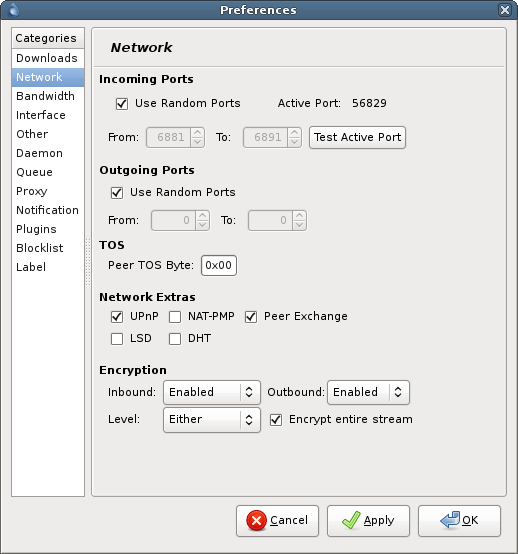 Preferences
Categories
Downloads
Network
Bandwidth
Interface
Other
Daemon
Queue
Proxy
Notification
Plugins
Blocklist
Label
Network
Incoming Ports
Use Random Ports Active Port: 56829
From: 6881 To: 6891 Test Active Port
Outgoing Ports
Use Random Ports
From: 0 To: 0
TOS
Peer TOS Byte: 0x00
Network Extras
UPnP NAT-PMP Peer Exchange
LSD DHT
Encryption
Inbound: Enabled Outbound: Enabled
Level: Either Encrypt entire stream
Cancel Apply OK